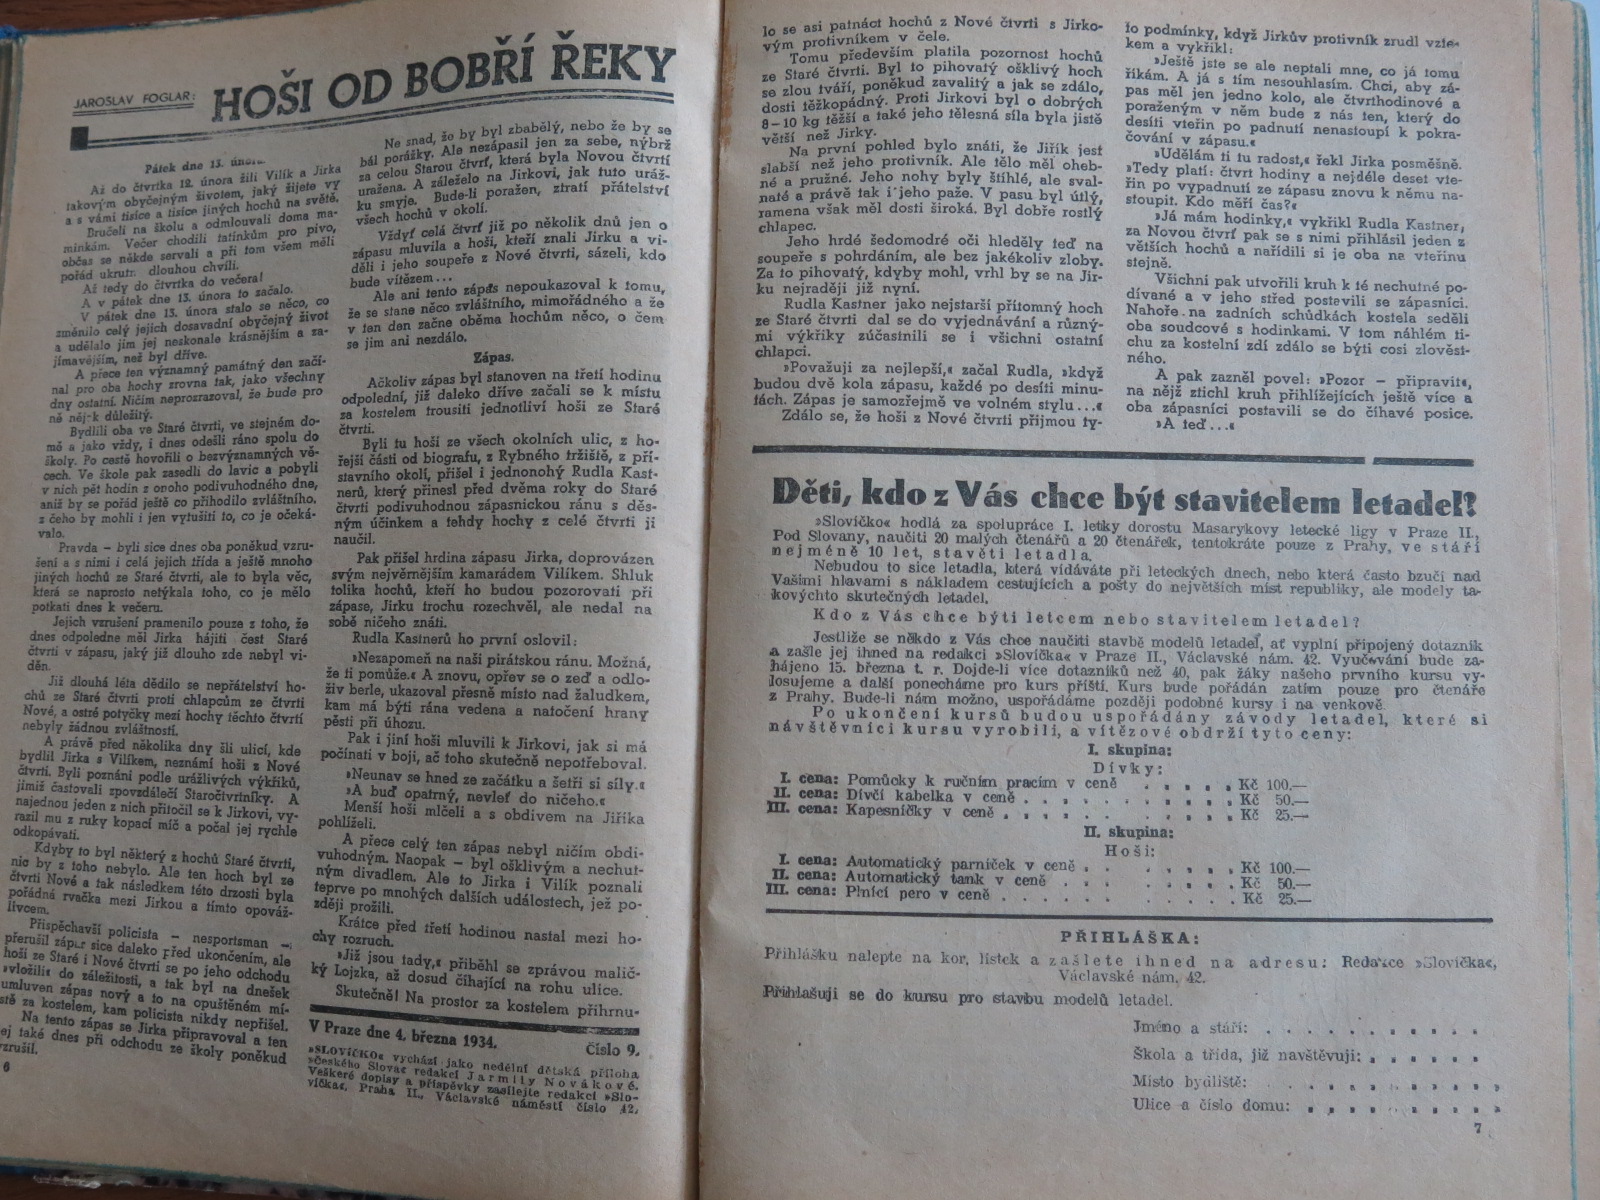 JAROSLAV FOGLAR:
HOŠI OD BOBŘÍ ŘEKY
Pátek dne 13. února
Až do čtvrtka 12. února žili Vilík a Jirka
takovým obyčejným životem, jaký žijete vy
a s vámi tisíce a tisíce jiných hochů na světě.
Bručeli na školu a odmlouvali doma ma-
minkám. Večer chodili tatínkům pro pivo,
občas se někde servali a při tom všem měli
pořád ukrutn. dlouhou chvíli.
Až tedy do čtvrtka do večera!
A v pátek dne 13. února to začalo.
V pátek dne 13. února stalo se něco, co
změnilo celý jejich dosavadní obyčejný život
a udělalo jim jej neskonale krásnějším a za-
jímavějším, než byl dříve.
A přece ten významný památný den začí-
nal pro oba hochy zrovna tak, jako všechny
dny ostatní. Ničím neprozrazoval, že bude pro
ně něj-k důležitý.
Bydlíli oba ve Staré čtvrti, ve stejném do-
mě a jako vždy, i dnes odešli ráno spolu do
školy. Po cestě hovořili o bezvýznamných vě-
cech. Ve škole pak zasedli do lavic a pobyli
v nich pět hodin z onoho podivuhodného dne,
aniž by se pořád ještě co přihodilo zvláštního,
z čeho by mohli i jen vytušiti to, co je očeká-
valo.
Pravda – byli sice dnes oba poněkud vzru-
šeni a s nimi i celá jejich třída a ještě mnoho
jiných hochů ze Staré čtvrti, ale to byla věc,
která se naprosto netýkala toho, co je mělo
potkati dnes k večeru.
Jejich vzrušení pramenilo pouze z toho, že
dnes odpoledne měl Jirka hájiti čest Staré
čtvrti v zápasu, jaký již dlouho zde nebyl vi-
děn.
Již dlouhá léta dědilo se nepřátelství ho-
chů ze Staré čtvrti proti chlapcům ze čtvrti
Nové, a ostré potyčky mezi hochy těchto čtvrtí
nebyly žádnou zvláštností.
A právě před několika dny šli ulicí, kde
bydlil Jirka s Vilíkem, neznámí hoši z Nové
čtvrti. Byli poznáni podle urážlivých výkřiků,
jimiž častovali zpovzdálečí Staročtvrtníky. A
najednou jeden z nich přitočil se k Jirkovi, vy-
razil mu z ruky kopací míč a počal jej rychle
odkopávati.
Kdyby to byl některý z hochů Staré čtvrti,
nic by z toho nebylo. Ale ten hoch byl ze
čtvrti Nové a tak následkem této drzosti byla
pořádná rvačka mezi Jirkou a tímto opováž-
livcem.
Přispěchavší policista – nesportsman –
přerušil zápas sice daleko před ukončením, ale
hoši ze Staré i Nové čtvrti se po jeho odchodu
»vložili« do záležitosti, a tak byl na dnešek
umluven zápas nový a to na opuštěném mí-
stě za kostelem, kam policista nikdy nepřišel.
Na tento zápas se Jirka připravoval a ten
jej také dnes při odchodu ze školy poněkud
vzrušil.
6
Ne snad, že by byl zbabělý, nebo že by se
bál porážky. Ale nezápasil jen za sebe, nýbrž
za celou Starou čtvrť, která byla Novou čtvrtí
uražena. A záleželo na Jirkovi, jak tuto uráž-
ku smyje. Bude-li poražen, ztratí přátelství
všech hochů v okolí.
Vždyť celá čtvrť již po několik dnů jen o
zápasu mluvila a hoši, kteří znali Jirku a vi-
děli i jeho soupeře z Nové čtvrti, sázeli, kdo
bude vítězem...
Ale ani tento zápas nepoukazoval k tomu,
že se stane něco zvláštního, mimořádného a že
v ten den začne oběma hochům něco, o čem
se jim ani nezdálo.
Zápas.
Ačkoliv zápas byl stanoven na třetí hodinu
odpolední, již daleko dříve začali se k místu
za kostelem trousiti jednotliví hoši ze Staré
čtvrti.
Byli tu hoši ze všech okolních ulic, z ho-
řejší části od biografu, z Rybného tržiště, z pří-
stavního okolí, přišel i jednonohý Rudla Kast-
nerů, který přinesl před dvěma roky do Staré
čtvrti podivuhodnou zápasnickou ránu s děs-
ným účinkem a tehdy hochy z celé čtvrti ji
naučil.
Pak přišel hrdina zápasu Jirka, doprovázen
svým nejvěrnějším kamarádem Vilíkem. Shluk
tolika hochů, kteří ho budou pozorovati při
zápase, Jirku trochu rozechvěl, ale nedal na
sobě ničeho znáti.
Rudla Kastnerů ho první oslovil:
»Nezapomeň na naši pirátskou ránu. Možná,
že ti pomůže.« A znovu, opřev se o zeď a odlo-
živ berle, ukazoval přesně místo nad žaludkem,
kam má býti rána vedena a natočení hrany
pěsti při úhozu.
Pak i jiní hoši mluvili k Jirkovi, jak si má
počínati v boji, ač toho skutečně nepotřeboval.
»Neunav se hned ze začátku a šetři si síly.«
»A buď opatrný, nevleť do ničeho.«
Menší hoši mlčeli a s obdivem na Jiříka
pohlíželi.
A přece celý ten zápas nebyl ničím obdi-
vuhodným. Naopak – byl ošklivým a nechut-
ným divadlem. Ale to Jirka i Vilík poznali
teprve po mnohých dalších událostech, jež po-
zději prožili.
Krátce před třetí hodinou nastal mezi ho-
chy rozruch.
»Již jsou tady,« přiběhl se zprávou malič-
ký Lojzka, až dosud číhající na rohu ulice.
Skutečně! Na prostor za kostelem přihrnu-
V Praze dne 4. března 1934.
Číslo 9.
»SLOVÍČKO« vychází jako nedělní dětská příloha
»Českého Slova« redakcí Jarmily Novákové.
Veškeré dopisy a příspěvky zasílejte redakci »Slo-
víčka«, Praha II., Václavské náměstí číslo 42.
lo se asi patnáct hochů z Nové čtvrti s Jirko-
vým protivníkem v čele.
Tomu především platila pozornost hochů
ze Staré čtvrti. Byl to pihovatý ošklivý hoch
se zlou tváří, poněkud zavalitý a jak se zdálo,
dosti těžkopádný. Proti Jirkovi byl o dobrých
8–10 kg těžší a také jeho tělesná síla byla jistě
větší než Jirky.
Na první pohled bylo znáti, že Jiřík jest
slabší než jeho protivník. Ale tělo měl oheb-
né a pružné. Jeho nohy byly štíhlé, ale sval-
naté a právě tak i jeho paže. V pasu byl útlý,
ramena však měl dosti široká. Byl dobře rostlý
chlapec.
Jeho hrdé šedomodré oči hleděly teď na
soupeře s pohrdáním, ale bez jakékoliv zloby.
Za to pihovatý, kdyby mohl, vrhl by se na Jir-
ku nejraději již nyní.
Rudla Kastner jako nejstarší přítomný hoch
ze Staré čtvrti dal se do vyjednávání a různý-
mi výkřiky zúčastnili se i všichni ostatní
chlapci.
»Považuji za nejlepší,« začal Rudla, »když
budou dvě kola zápasu, každé po desíti minu-
tách. Zápas je samozřejmě ve volném stylu...«
Zdálo se, že hoši z Nové čtvrti přijmou ty-
to podmínky, když Jirkův protivník zrudl vzte-
kem a vykřikl:
»Ještě jste se ale neptali mne, co já tomu
říkám. A já s tím nesouhlasím. Chci, aby zá-
pas měl jen jedno kolo, ale čtvrthodinové a
poraženým v něm bude z nás ten, který do
desíti vteřin po padnutí nenastoupí k pokra-
čování v zápasu.«
»Udělám ti tu radost,« řekl Jirka posměšně.
»Tedy platí: čtvrt hodiny a nejdéle deset vte-
řin po vypadnutí ze zápasu znovu k němu na-
stoupit. Kdo měří čas?«
»Já mám hodinky,« vykřikl Rudla Kastner,
za Novou čtvrť pak se s nimi přihlásil jeden z
větších hochů a nařídili si je oba na vteřinu
stejně.
Všichni pak utvořili kruh k té nechutné po-
dívané a v jeho střed postavili se zápasníci.
Nahoře na zadních schůdkách kostela seděli
oba soudcové s hodinkami. V tom náhlém ti-
chu za kostelní zdí zdálo se býti cosi zlověst-
ného.
A pak zazněl povel: »Pozor – připravit«,
na nějž ztichl kruh přihlížejících ještě více a
oba zápasníci postavili se do číhavé posice.
»A teď...«
Děti, kdo z Vás chce být stavitelem letadel?
»Slovíčko« hodlá za spolupráce I. letky dorostu Masarykovy letecké ligy v Praze II.,
Pod Slovany, naučiti 20 malých čtenářů a 20 čtenářek, tentokráte pouze z Prahy, ve stáří
nejméně 10 let, stavěti letadla.
Nebudou to sice letadla, která vídáváte při leteckých dnech, nebo která často bzučí nad
Vašimi hlavami s nákladem cestujících a pošty do největších míst republiky, ale modely ta-
kovýchto skutečných letadel.
Kdo z Vás chce býti letcem nebo stavitelem letadel?
Jestliže se někdo z Vás chce naučiti stavbě modelů letadel, ať vyplní připojený dotazník
a zašle jej ihned na redakci »Slovíčka« v Praze II., Václavské nám. 42. Vyučování bude za-
hájeno 15. března t. r. Dojde-li více dotazníků než 40, pak žáky našeho prvního kursu vy-
losujeme a další ponecháme pro kurs příští. Kurs bude pořádán zatím pouze pro čtenáře
z Prahy. Bude-li nám možno, uspořádáme později podobné kursy i na venkově.
Po ukončení kursů budou uspořádány závody letadel, které si
návštěvníci kursu vyrobili, a vítězové obdrží tyto ceny:
I. skupina:
Dívky:
I. cena: Pomůcky k ručním pracím v ceně . . . . . Kč 100.—
II. cena: Dívčí kabelka v ceně . . . . . . . . . Kč 50.—
III. cena: Kapesníčky v ceně . . . . . . . . . . Kč 25.—
II. skupina:
Hoši:
I. cena: Automatický parníček v ceně . . . . . . Kč 100.—
II. cena: Automatický tank v ceně . . . . . . . Kč 50.—
III. cena: Plnící pero v ceně . . . . . . . . . . Kč 25.—
PŘIHLÁŠKA:
Přihlášku nalepte na kor. lístek a zašlete ihned na adresu: Redakce »Slovíčka«,
Václavské nám. 42.
Přihlašuji se do kursu pro stavbu modelů letadel.
Jméno a stáří: . . . . . . . . . .
Škola a třída, již navštěvuji: . . . . . .
Místo bydliště: . . . . . . . . . .
Ulice a číslo domu: . . . . . . . . .
7